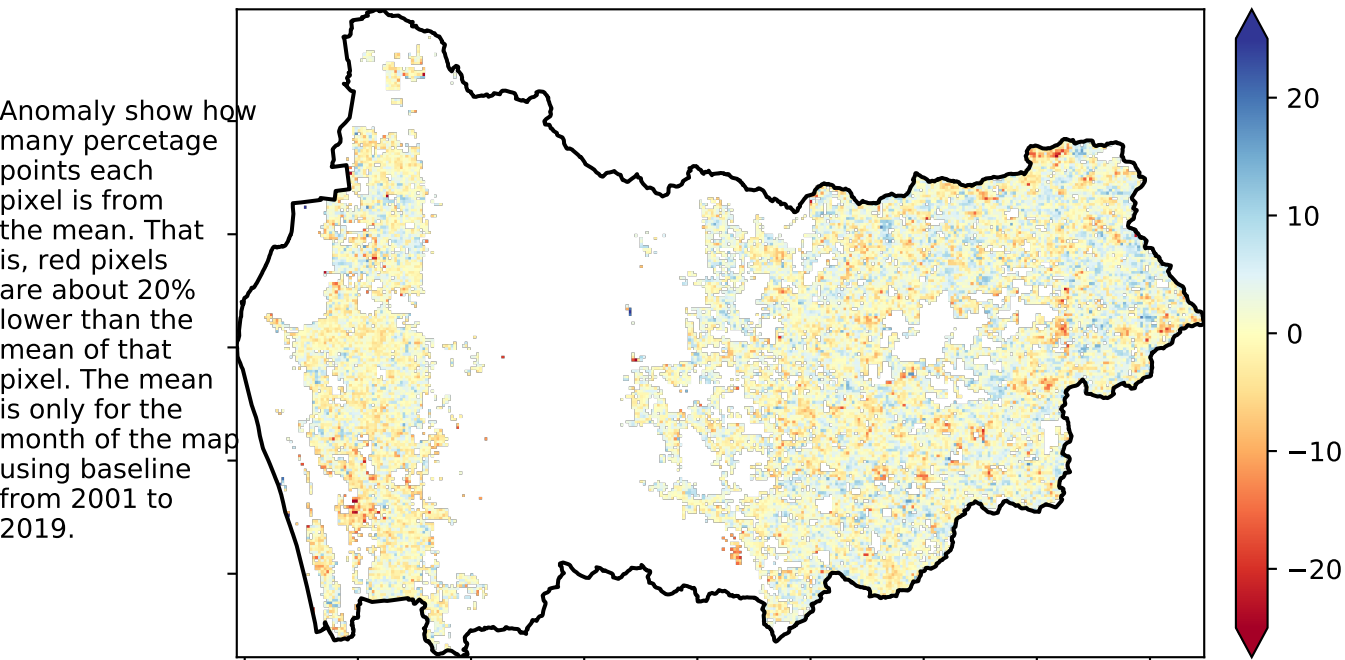 Anomaly show how
many percetage
points each
pixel is from
the mean. That
is, red pixels
are about 20%
lower than the
mean of that
pixel. The mean
is only for the
month of the map
using baseline
from 2001 to
2019.
20
10
0
−10
−20